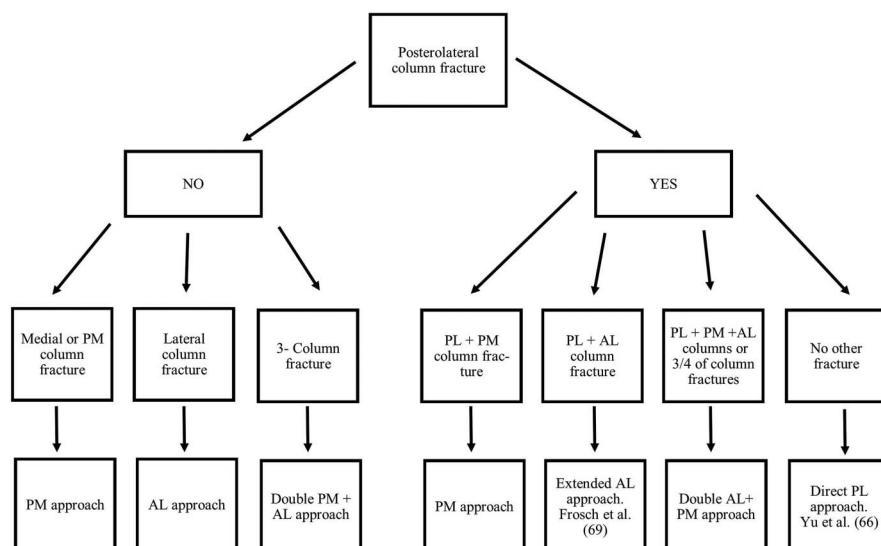 Posterolateral
column fracture
NO
YES
Medial or PM
column
fracture
Lateral
column
fracture
3- Column
fracture
PL + PM
column frac-
ture
PL + AL
column
fracture
PL + PM +AL
columns or
3/4 of column
fractures
No other
fracture
PM approach
AL approach
Double PM +
AL approach
PM approach
Extended AL
approach.
Frosch et al.
(69)
Double AL+
PM approach
Direct PL
approach.
Yu et al. (66)